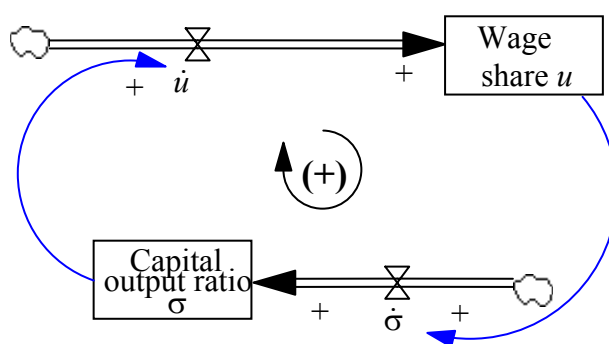 Wage
share u
+
u̇
+
(+)
Capital
output ratio
σ
+
σ̇
+